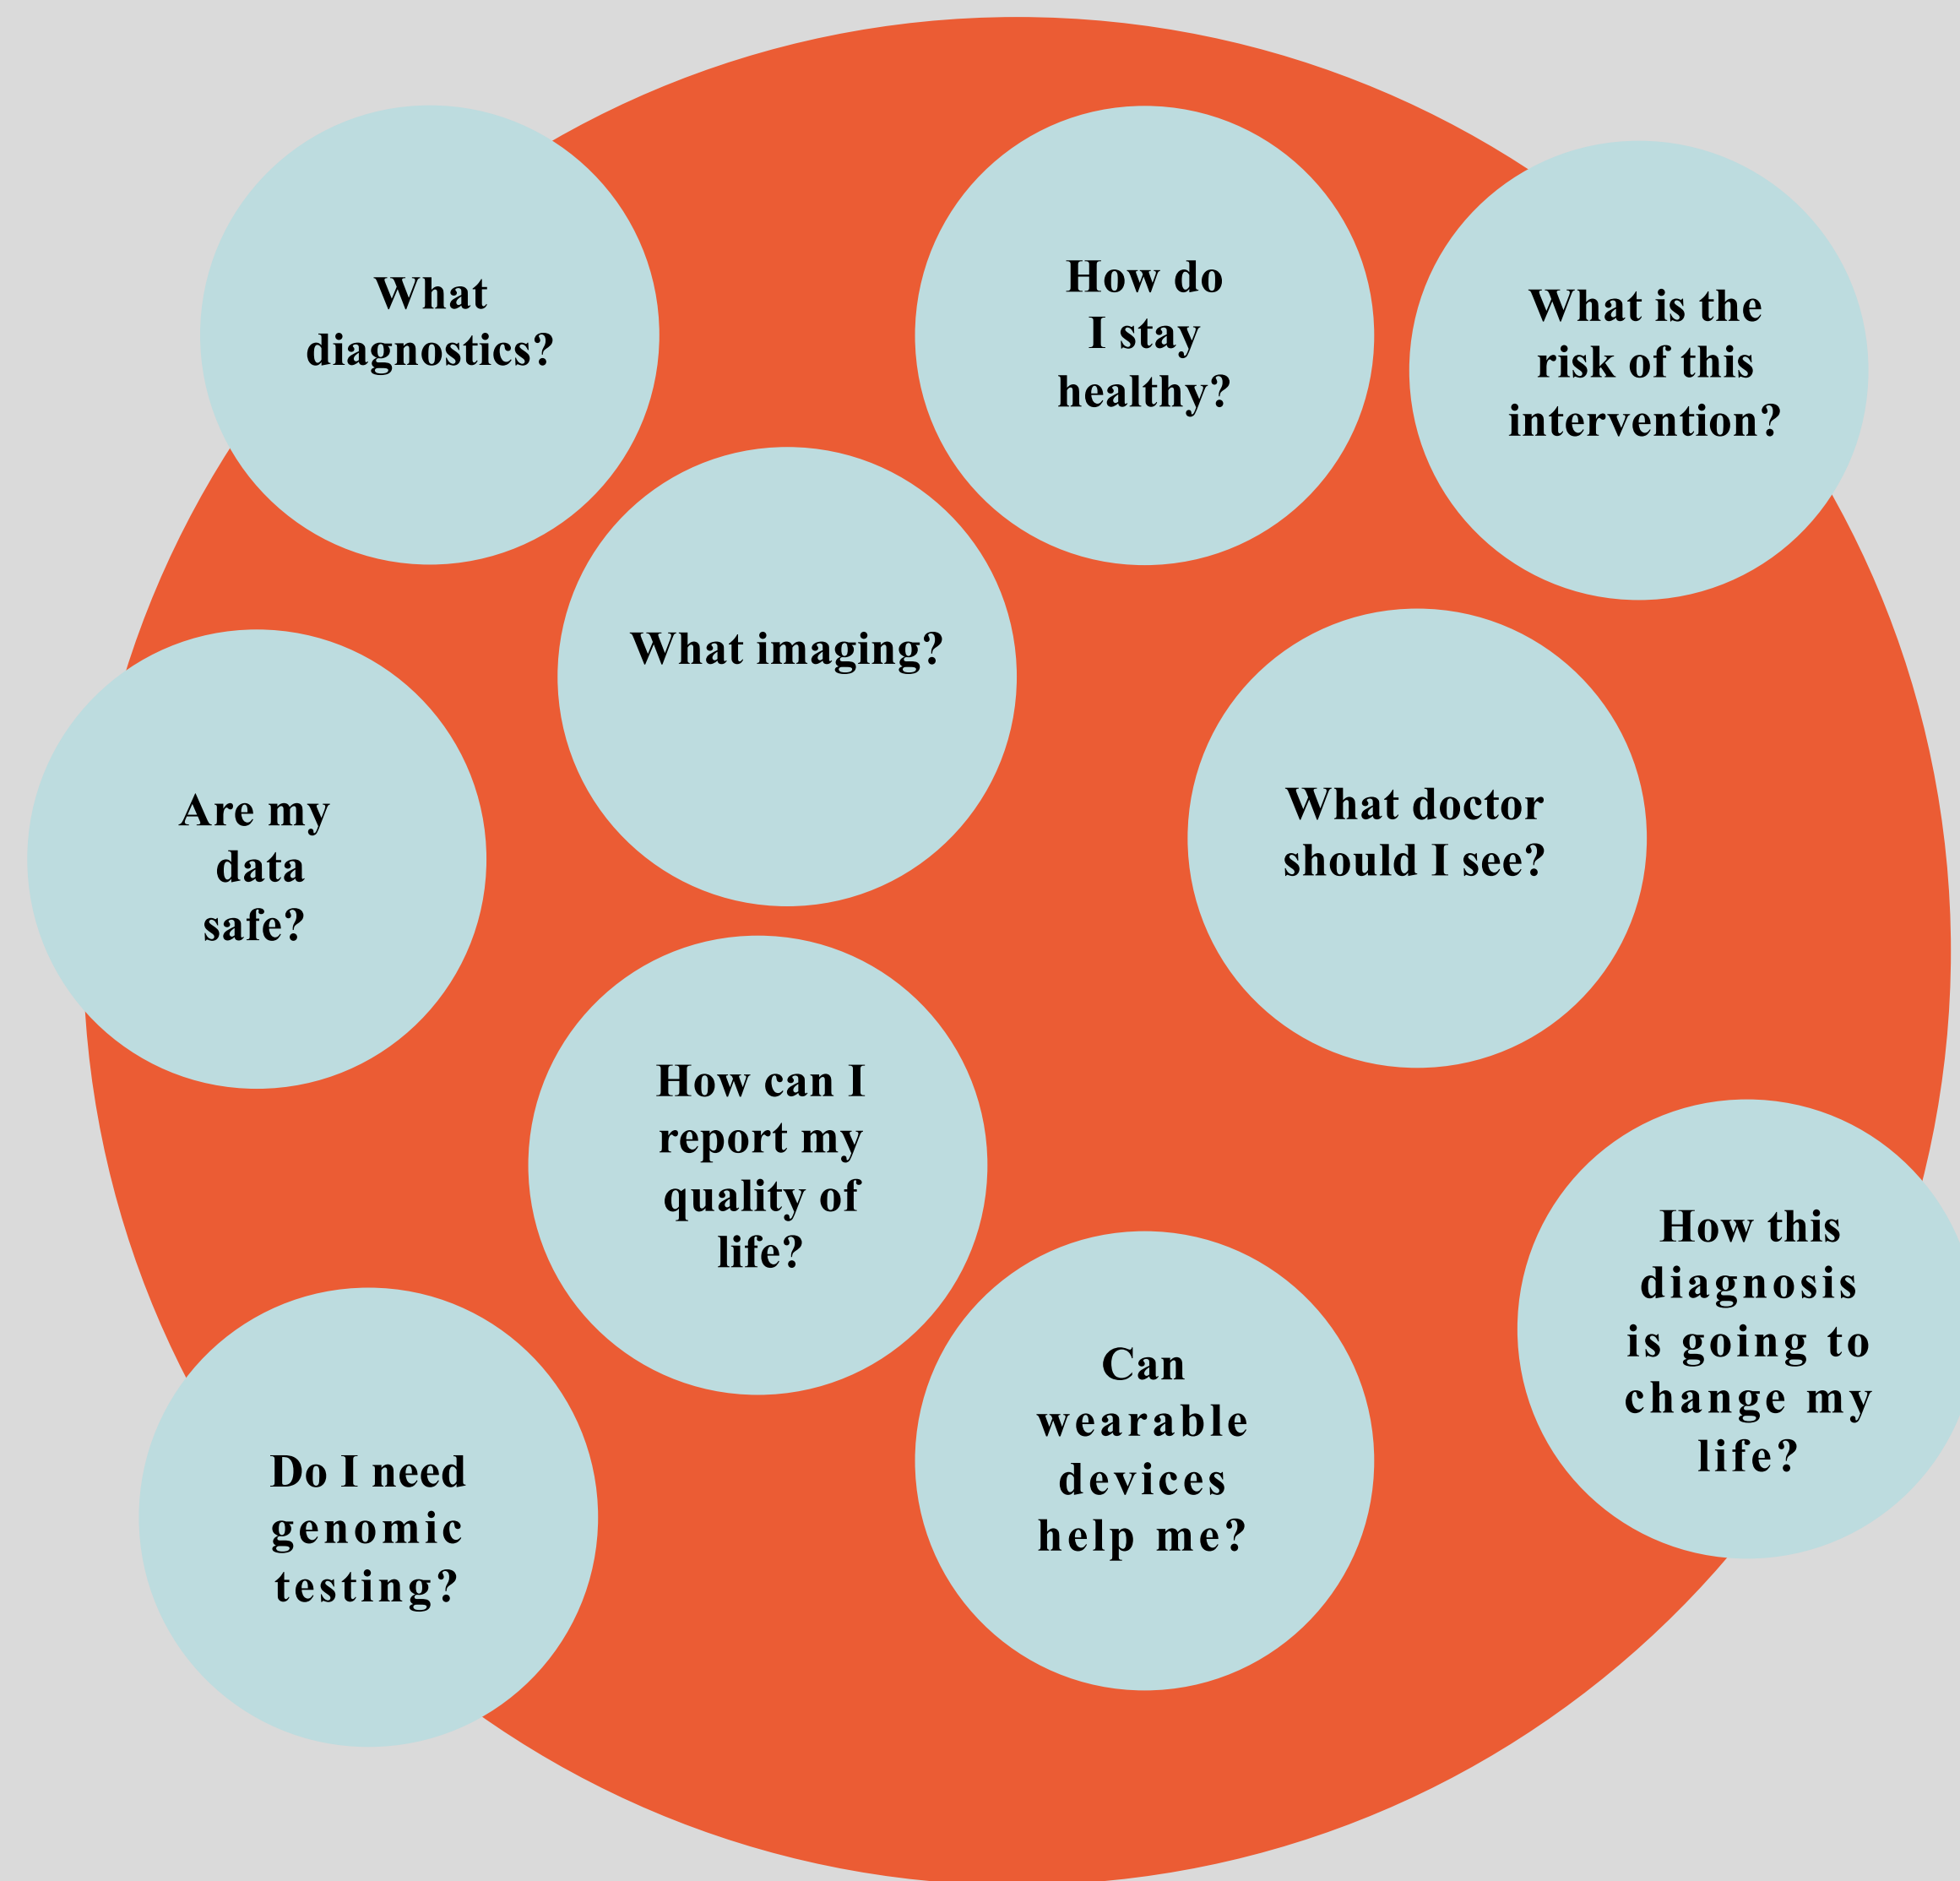 What
diagnostics?
How do
I stay
healthy?
What is the
risk of this
intervention?
What imaging?
Are my
data
safe?
What doctor
should I see?
How can I
report my
quality of
life?
How this
diagnosis
is going to
change my
life?
Can
wearable
devices
help me?
Do I need
genomic
testing?